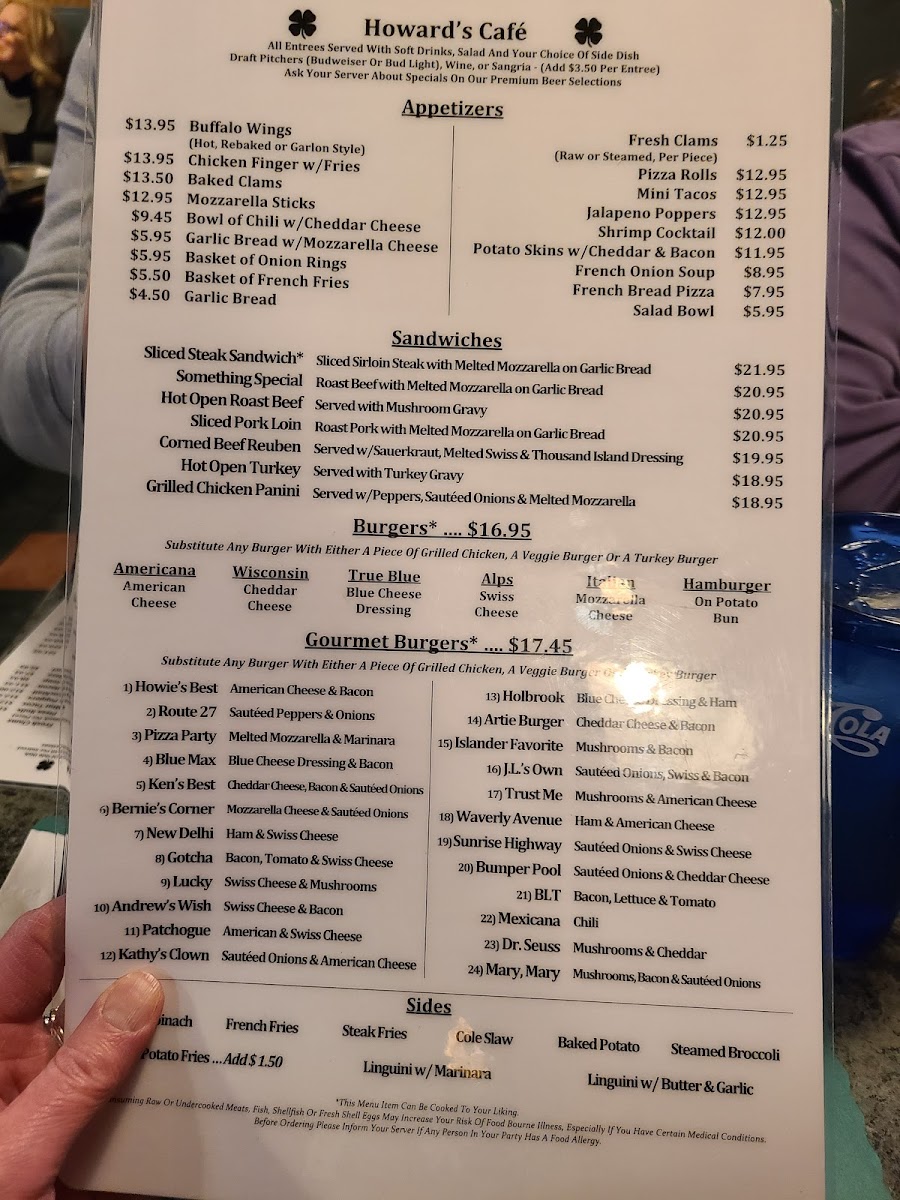 Howard's Café
All Entrees Served With Soft Drinks, Salad And Your Choice Of Side Dish
Draft Pitchers (Budweiser Or Bud Light), Wine, or Sangria - (Add $3.50 Per Entree)
Ask Your Server About Specials On Our Premium Beer Selections
Appetizers
$13.95 Buffalo Wings
(Hot, Rebaked or Garlon Style)
$13.95 Chicken Finger w/Fries
$13.50 Baked Clams
$12.95 Mozzarella Sticks
$9.45 Bowl of Chili w/Cheddar Cheese
$5.95 Garlic Bread w/Mozzarella Cheese
$5.95 Basket of Onion Rings
$5.50 Basket of French Fries
$4.50 Garlic Bread
Fresh Clams $1.25
(Raw or Steamed, Per Piece)
Pizza Rolls $12.95
Mini Tacos $12.95
Jalapeno Poppers $12.95
Shrimp Cocktail $12.00
Potato Skins w/Cheddar & Bacon $11.95
French Onion Soup $8.95
French Bread Pizza $7.95
Salad Bowl $5.95
Sandwiches
Sliced Steak Sandwich* Sliced Sirloin Steak with Melted Mozzarella on Garlic Bread $21.95
Something Special Roast Beef with Melted Mozzarella on Garlic Bread $20.95
Hot Open Roast Beef Served with Mushroom Gravy $20.95
Sliced Pork Loin Roast Pork with Melted Mozzarella on Garlic Bread $20.95
Corned Beef Reuben Served w/Sauerkraut, Melted Swiss & Thousand Island Dressing $19.95
Hot Open Turkey Served with Turkey Gravy $18.95
Grilled Chicken Panini Served w/Peppers, Sautéed Onions & Melted Mozzarella $18.95
Burgers* .... $16.95
Substitute Any Burger With Either A Piece Of Grilled Chicken, A Veggie Burger Or A Turkey Burger
Americana Wisconsin True Blue Alps Italian Hamburger
American Cheddar Blue Cheese Swiss Mozzarella On Potato
Cheese Cheese Dressing Cheese Cheese Bun
Gourmet Burgers* .... $17.45
Substitute Any Burger With Either A Piece Of Grilled Chicken, A Veggie Burger Burger
1) Howie's Best American Cheese & Bacon
2) Route 27 Sautéed Peppers & Onions
3) Pizza Party Melted Mozzarella & Marinara
4) Blue Max Blue Cheese Dressing & Bacon
5) Ken's Best Cheddar Cheese, Bacon & Sautéed Onions
6) Bernie's Corner Mozzarella Cheese & Sautéed Onions
7) New Delhi Ham & Swiss Cheese
8) Gotcha Bacon, Tomato & Swiss Cheese
9) Lucky Swiss Cheese & Mushrooms
10) Andrew's Wish Swiss Cheese & Bacon
11) Patchogue American & Swiss Cheese
12) Kathy's Clown Sautéed Onions & American Cheese
13) Holbrook Blue Cheese Dressing & Ham
14) Artie Burger Cheddar Cheese & Bacon
15) Islander Favorite Mushrooms & Bacon
16) J.L.'s Own Sautéed Onions, Swiss & Bacon
17) Trust Me Mushrooms & American Cheese
18) Waverly Avenue Ham & American Cheese
19) Sunrise Highway Sautéed Onions & Swiss Cheese
20) Bumper Pool Sautéed Onions & Cheddar Cheese
21) BLT Bacon, Lettuce & Tomato
22) Mexicana Chili
23) Dr. Seuss Mushrooms & Cheddar
24) Mary, Mary Mushrooms, Bacon & Sautéed Onions
Sides
inach French Fries Steak Fries Cole Slaw Baked Potato Steamed Broccoli
Potato Fries ... Add $1.50 Linguini w/ Marinara Linguini w/ Butter & Garlic
*This Menu Item Can Be Cooked To Your Liking.
Raw Or Undercooked Meats, Fish, Shellfish Or Fresh Shell Eggs May Increase Your Risk Of Food Bourne Illness, Especially If You Have Certain Medical Conditions.
Before Ordering Please Inform Your Server If Any Person In Your Party Has A Food Allergy.
COLA